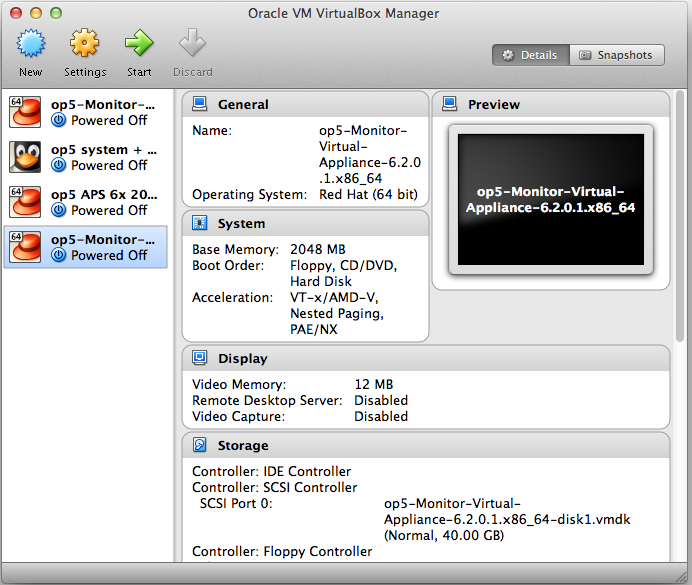 Oracle VM VirtualBox Manager
New
Settings
Start
Discard
Details
Snapshots
64
op5-Monitor-...
Powered Off
op5 system + ...
Powered Off
64
op5 APS 6x 20...
Powered Off
64
op5-Monitor-...
Powered Off
General
Name: op5-Monitor-
Virtual-
Appliance-6.2.0
.1.x86_64
Operating System: Red Hat (64 bit)
Preview
op5-Monitor-Virtual-
Appliance-6.2.0.1.x86_64
System
Base Memory: 2048 MB
Boot Order: Floppy, CD/DVD,
Hard Disk
Acceleration: VT-x/AMD-V,
Nested Paging,
PAE/NX
Display
Video Memory: 12 MB
Remote Desktop Server: Disabled
Video Capture: Disabled
Storage
Controller: IDE Controller
Controller: SCSI Controller
SCSI Port 0: op5-Monitor-Virtual-
Appliance-6.2.0.1.x86_64-disk1.vmdk
(Normal, 40.00 GB)
Controller: Floppy Controller